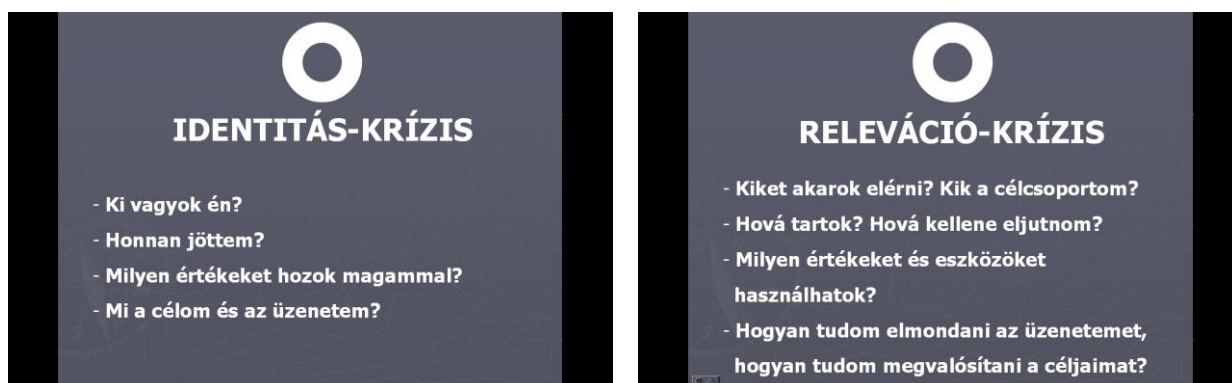 IDENTITÁS-KRÍZIS
- Ki vagyok én?
- Honnan jöttem?
- Milyen értékeket hozok magammal?
- Mi a célom és az üzenetem?
RELEVÁCIÓ-KRÍZIS
- Kiket akarok elérni? Kik a célcsoportom?
- Hová tartok? Hová kellene eljutnom?
- Milyen értékeket és eszközöket
használhatok?
- Hogyan tudom elmondani az üzenetemet,
hogyan tudom megvalósítani a céljaimat?